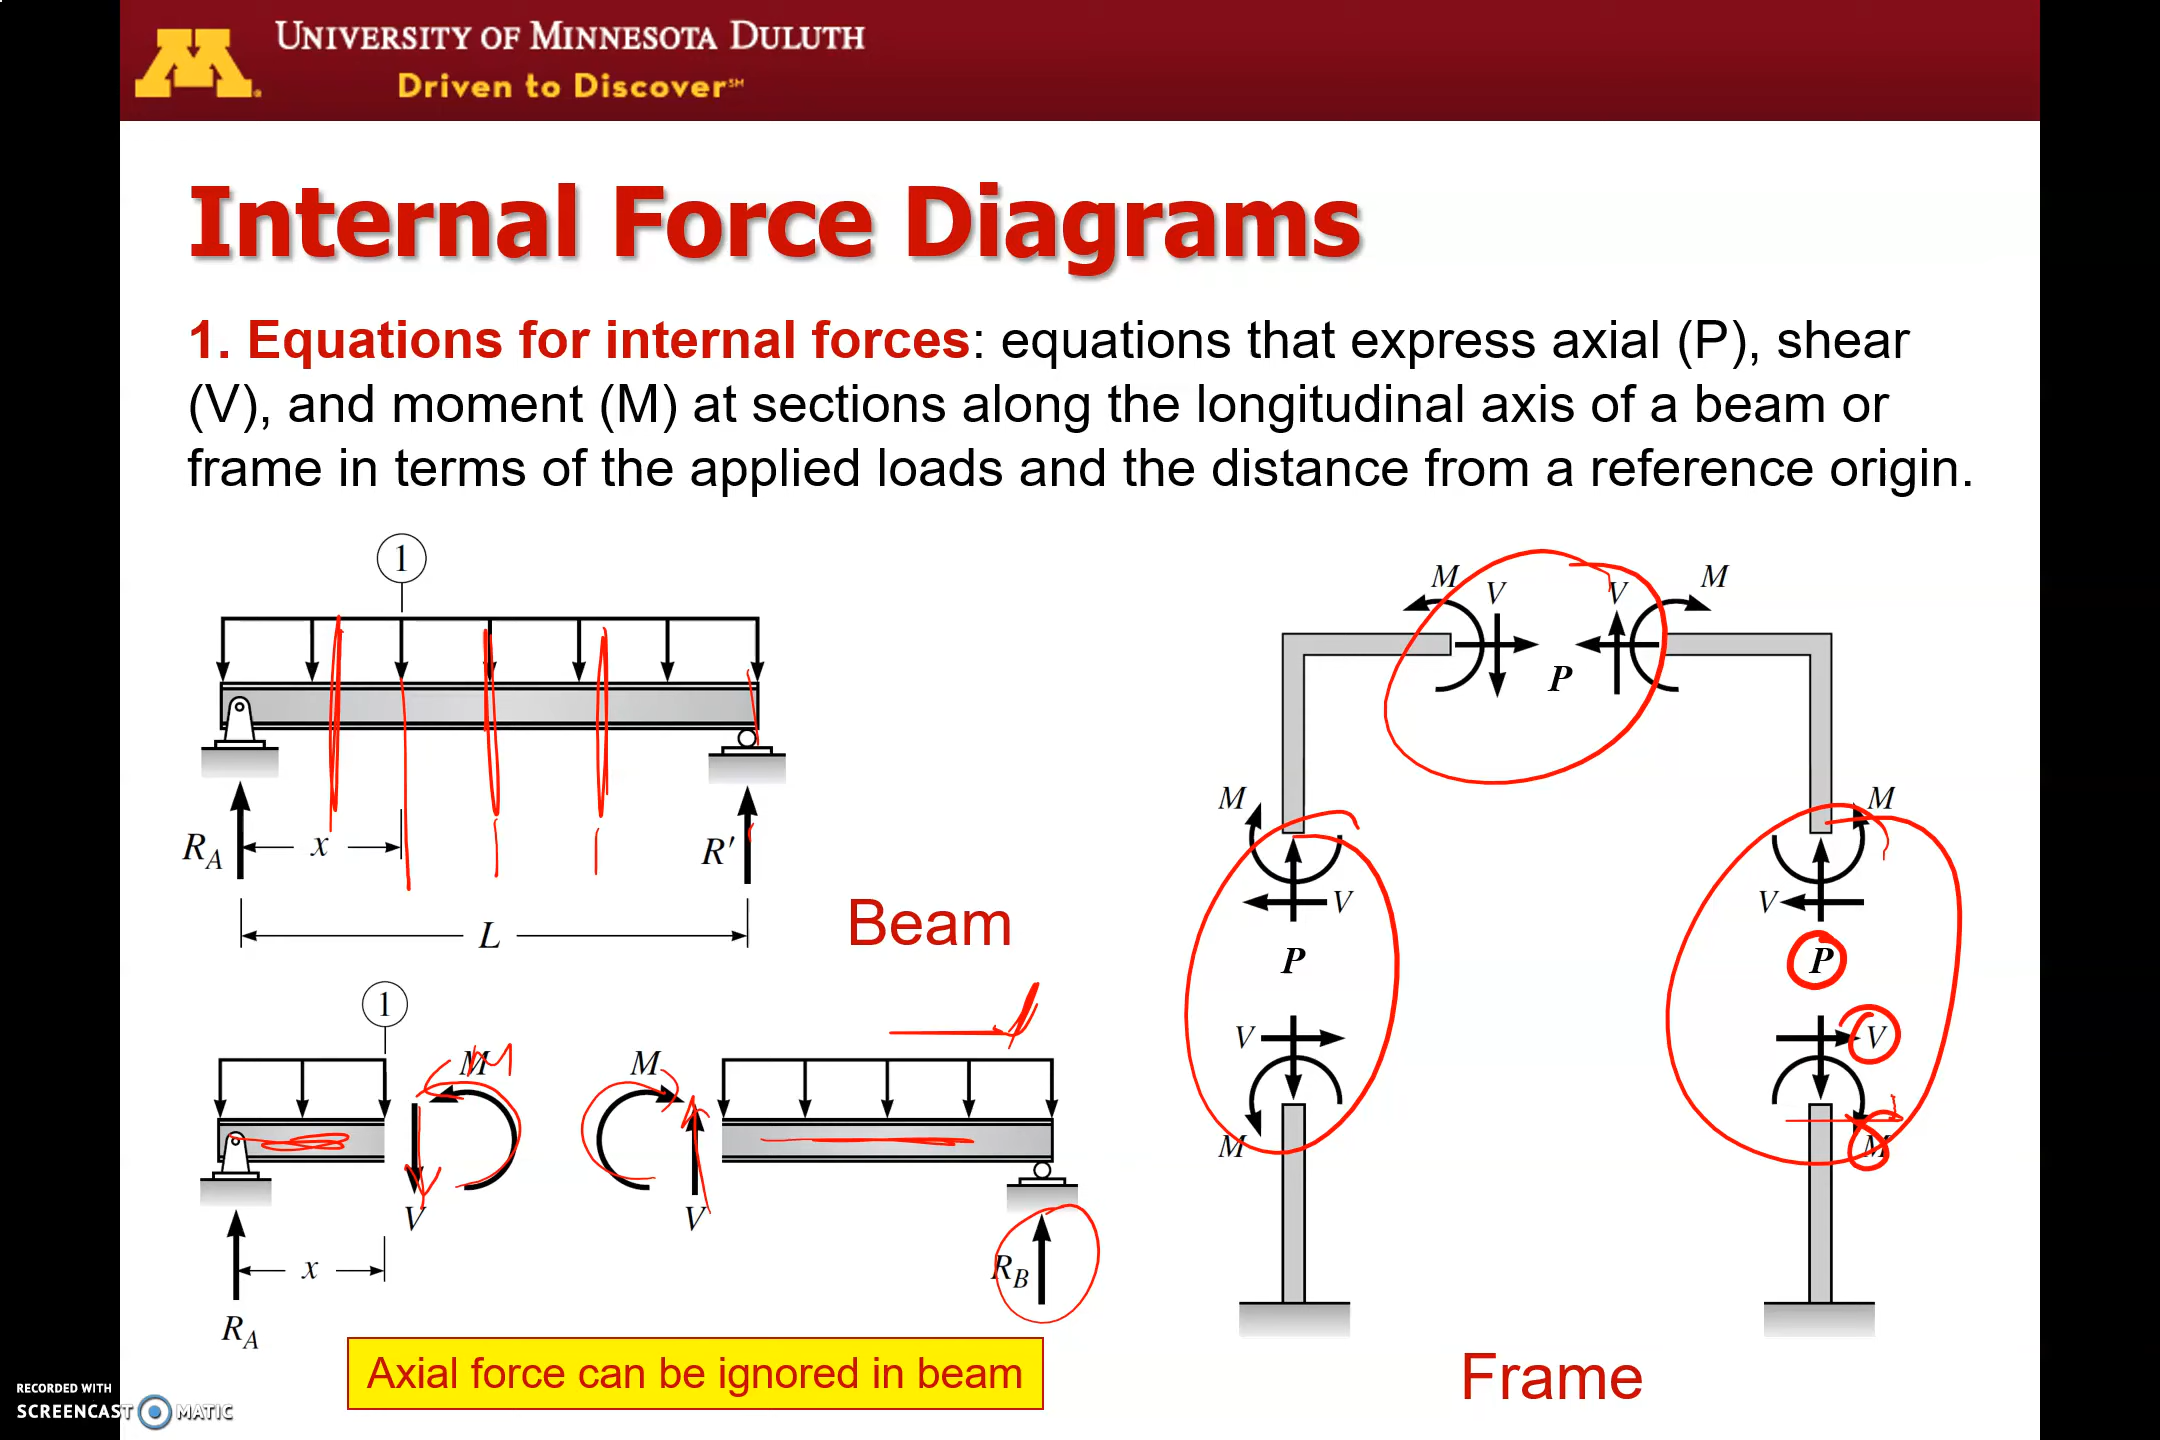 UNIVERSITY OF MINNESOTA DULUTH
Driven to Discover℠
Internal Force Diagrams
1. Equations for internal forces: equations that express axial (P), shear
(V), and moment (M) at sections along the longitudinal axis of a beam or
frame in terms of the applied loads and the distance from a reference origin.
1
M V V M
P
M M
R_A x R'
V V
Beam
L
P P
1
V V
M M M
M M
V V
x R_B
R_A
Axial force can be ignored in beam
Frame
RECORDED WITH
SCREENCAST MATIC